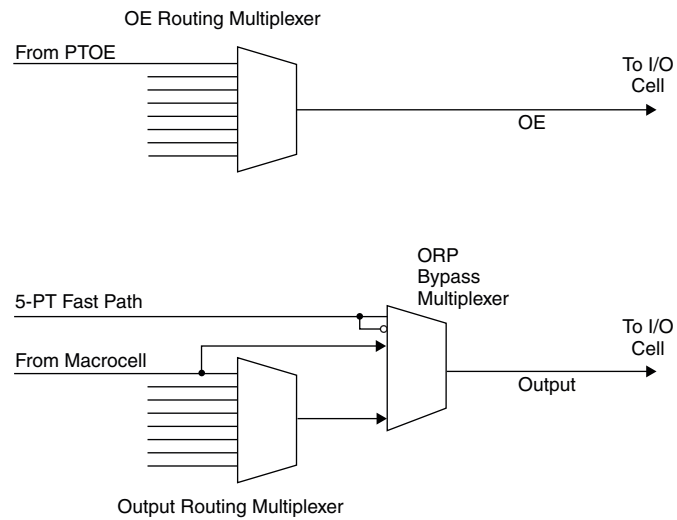 OE Routing Multiplexer
From PTOE
To I/O
Cell
OE
ORP
Bypass
Multiplexer
5-PT Fast Path
To I/O
Cell
From Macrocell
Output
Output Routing Multiplexer